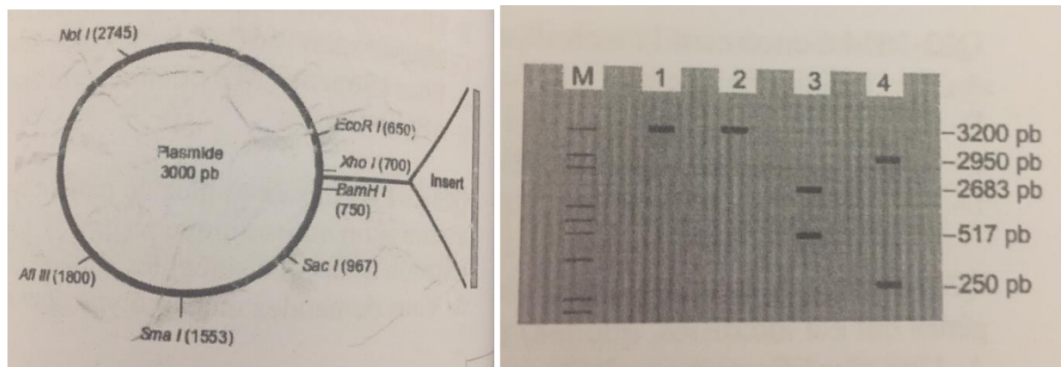 Not I (2745)
EcoR I (650)
Xho I (700)
Plasmide
3000 pb
Insert
BamH I
(750)
Sac I (967)
Afl III (1800)
Sma I (1553)
M 1 2 3 4
3200 pb
2950 pb
2683 pb
517 pb
250 pb